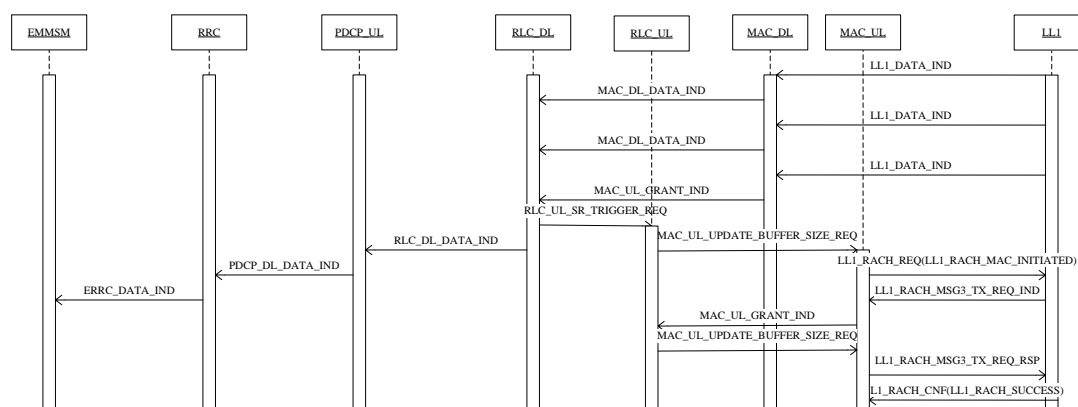 EMMSM
RRC
PDCP_UL
RLC_DL
RLC_UL
MAC_DL
MAC_UL
LL1
LL1_DATA_IND
MAC_DL_DATA_IND
LL1_DATA_IND
MAC_DL_DATA_IND
LL1_DATA_IND
MAC_UL_GRANT_IND
RLC_UL_SR_TRIGGER_REQ
RLC_DL_DATA_IND
MAC_UL_UPDATE_BUFFER_SIZE_REQ
PDCP_DL_DATA_IND
LL1_RACH_REQ(LL1_RACH_MAC_INITIATED)
ERRC_DATA_IND
LL1_RACH_MSG3_TX_REQ_IND
MAC_UL_GRANT_IND
MAC_UL_UPDATE_BUFFER_SIZE_REQ
LL1_RACH_MSG3_TX_REQ_RSP
L1_RACH_CNF(LL1_RACH_SUCCESS)